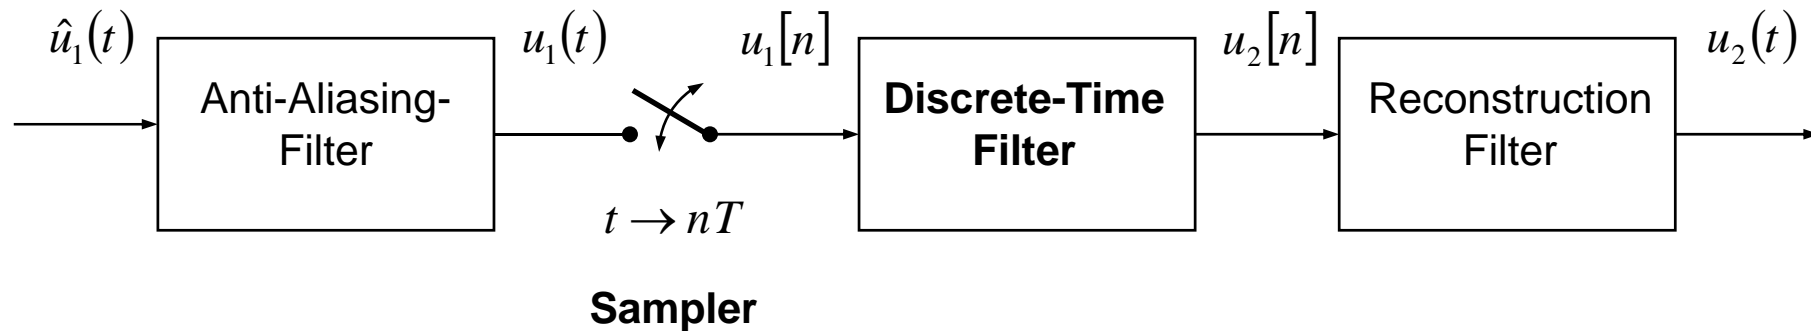 û₁(t)
u₁(t)
u₁[n]
u₂[n]
u₂(t)
Anti-Aliasing-
Filter
t → nT
Sampler
Discrete-Time
Filter
Reconstruction
Filter